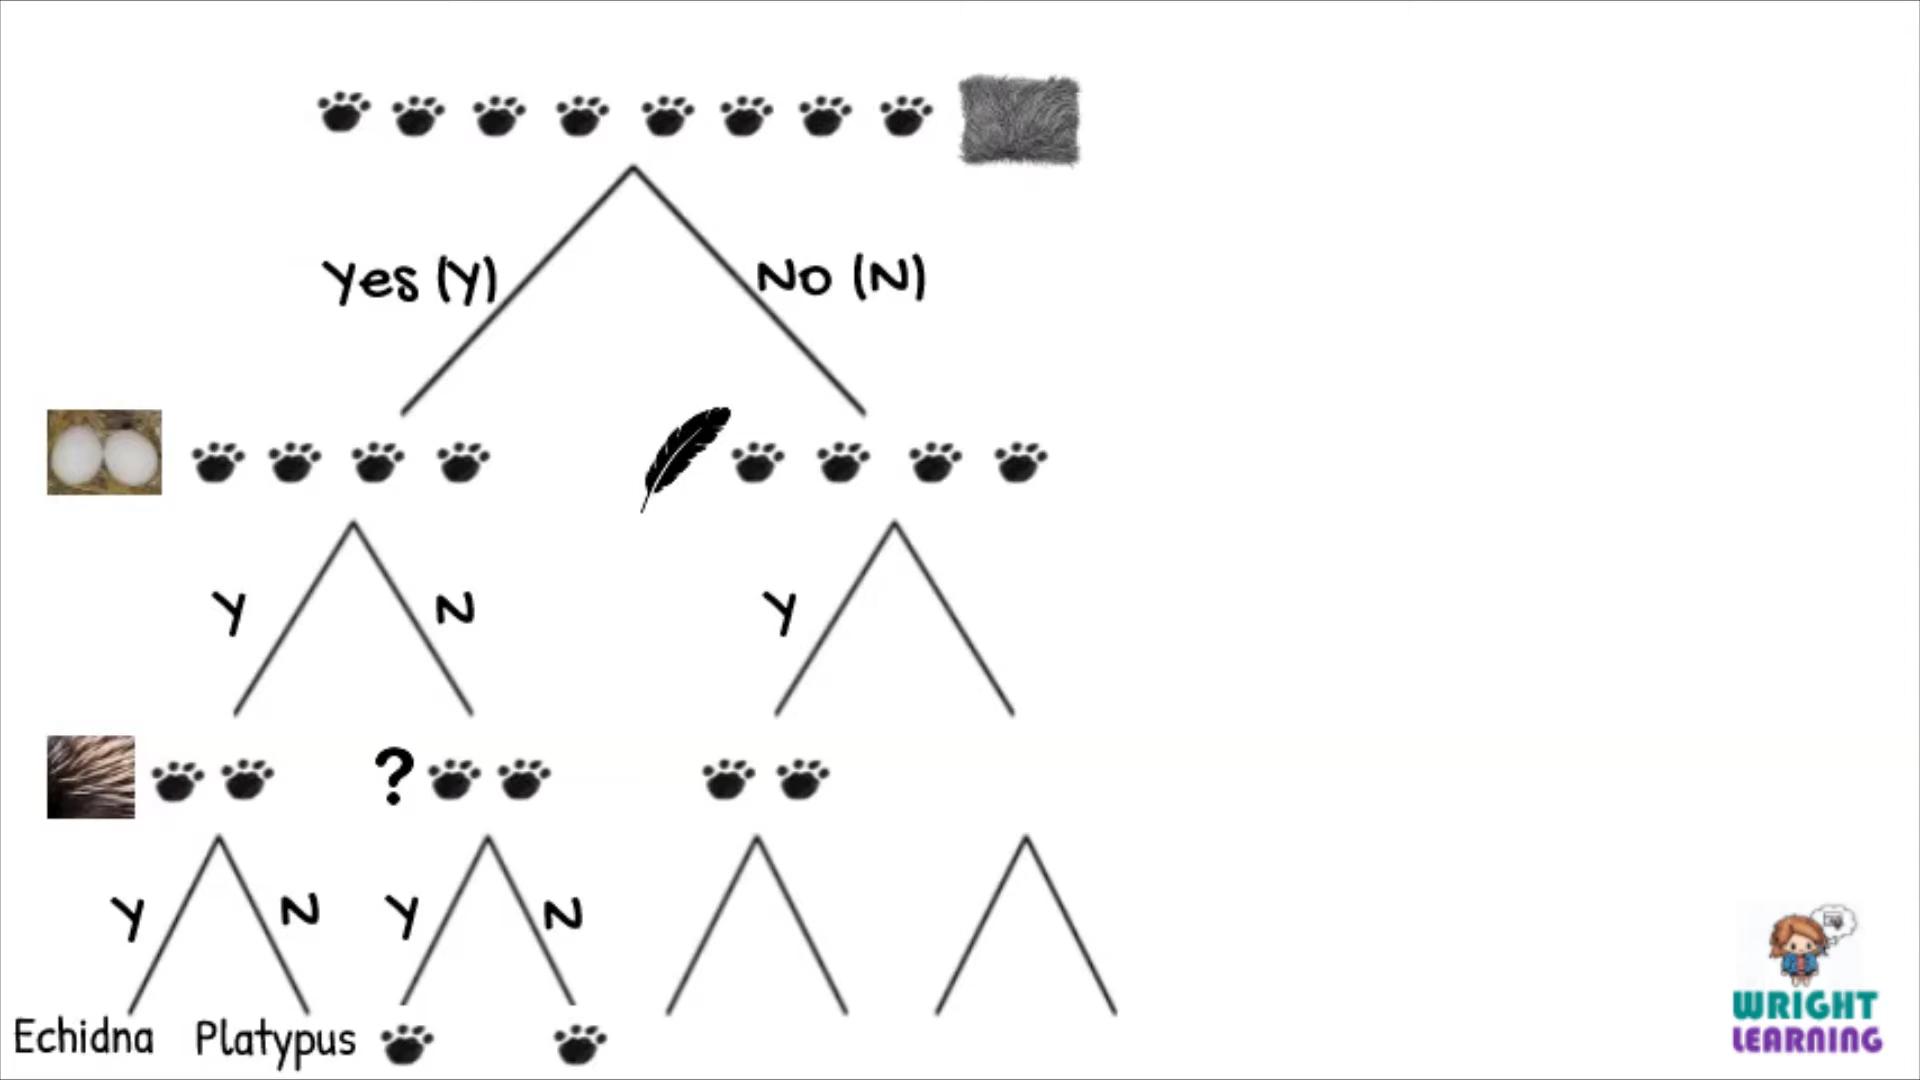 Yes (Y) No (N)
Y N Y
?
Y N Y N
Echidna Platypus
WRIGHT
LEARNING